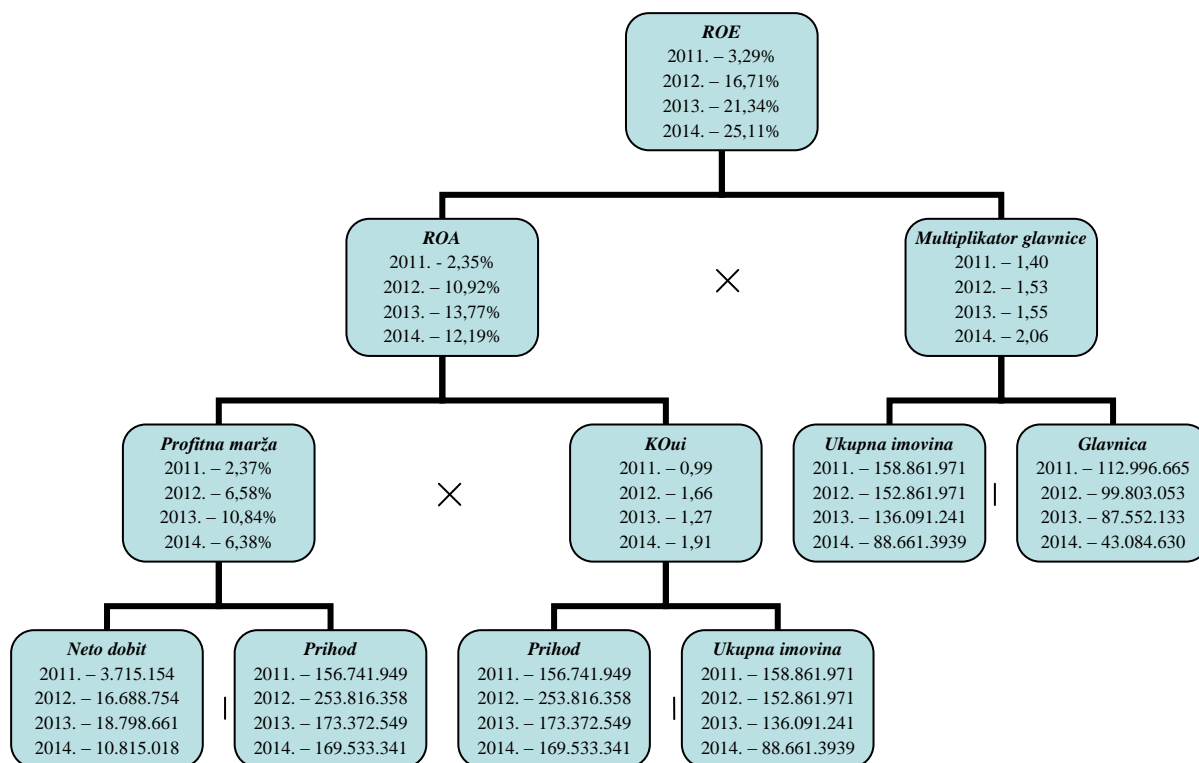 ROE
2011. – 3,29%
2012. – 16,71%
2013. – 21,34%
2014. – 25,11%
ROA
2011. - 2,35%
2012. – 10,92%
2013. – 13,77%
2014. – 12,19%
×
Multiplikator glavnice
2011. – 1,40
2012. – 1,53
2013. – 1,55
2014. – 2,06
Profitna marža
2011. – 2,37%
2012. – 6,58%
2013. – 10,84%
2014. – 6,38%
×
KOui
2011. – 0,99
2012. – 1,66
2013. – 1,27
2014. – 1,91
Ukupna imovina
2011. – 158.861.971
2012. – 152.861.971
2013. – 136.091.241
2014. – 88.661.3939
|
Glavnica
2011. – 112.996.665
2012. – 99.803.053
2013. – 87.552.133
2014. – 43.084.630
Neto dobit
2011. – 3.715.154
2012. – 16.688.754
2013. – 18.798.661
2014. – 10.815.018
|
Prihod
2011. – 156.741.949
2012. – 253.816.358
2013. – 173.372.549
2014. – 169.533.341
Prihod
2011. – 156.741.949
2012. – 253.816.358
2013. – 173.372.549
2014. – 169.533.341
|
Ukupna imovina
2011. – 158.861.971
2012. – 152.861.971
2013. – 136.091.241
2014. – 88.661.3939